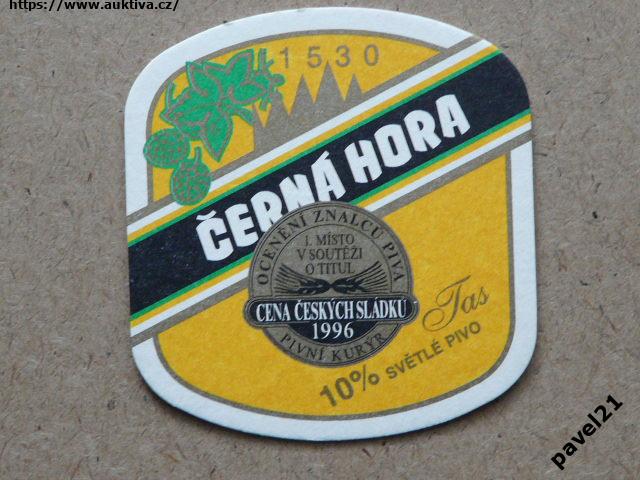 https://www.auktiva.cz/
1530
ČERNÁ HORA
OCENĚNÍ ZNALCŮ PIVA
1. MÍSTO
V SOUTĚŽI
O TITUL
CENA ČESKÝCH SLÁDKŮ
1996
PIVNÍ KURÝR
Tas
10% SVĚTLÉ PIVO
pavel21